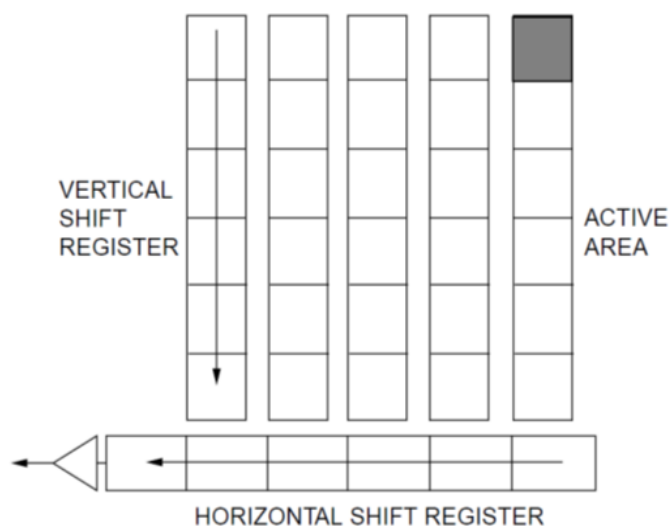 VERTICAL
SHIFT
REGISTER
ACTIVE
AREA
HORIZONTAL SHIFT REGISTER